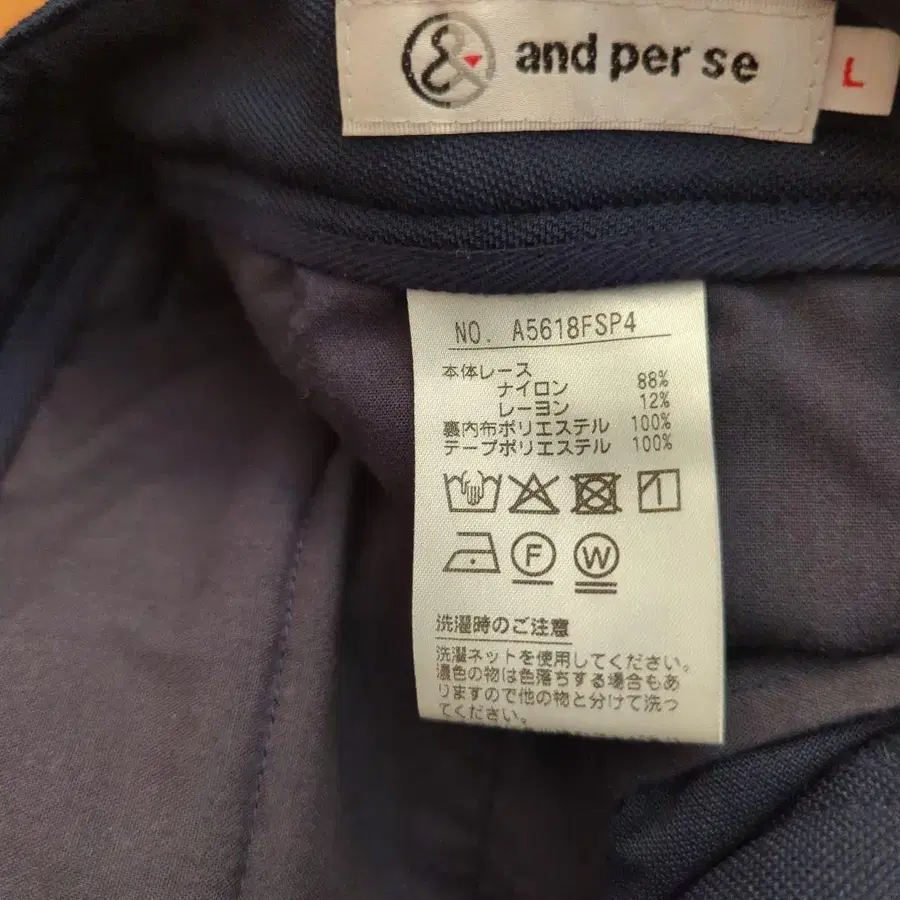 and per se
L
NO. A5618FSP4
本体レース
ナイロン 88%
レーヨン 12%
裏内布ポリエステル 100%
テープポリエステル 100%
F W
洗濯時のご注意
洗濯ネットを使用してください。
濃色の物は色落ちする場合もあ
りますので他の物と分けて洗っ
てください。